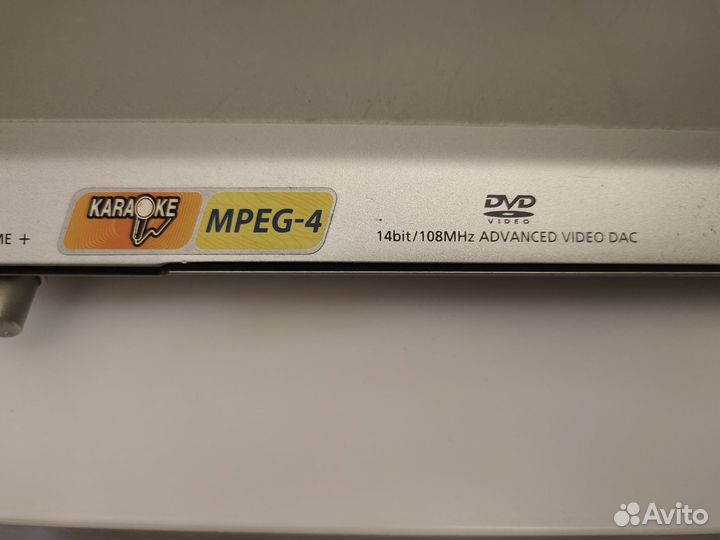 KARAOKE
MPEG-4
ME +
DVD
VIDEO
14bit/108MHz ADVANCED VIDEO DAC
Avito